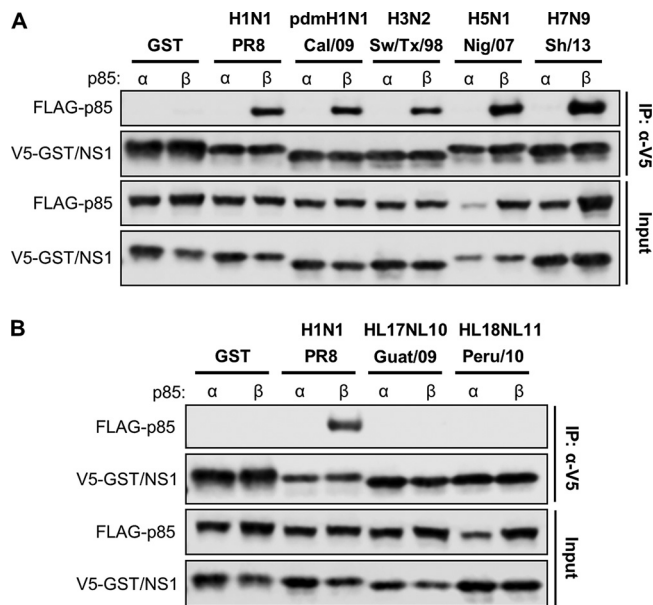 A
H1N1 pdmH1N1 H3N2 H5N1 H7N9
GST PR8 Cal/09 Sw/Tx/98 Nig/07 Sh/13
p85: α β α β α β α β α β α β
FLAG-p85
V5-GST/NS1
IP: α-V5
FLAG-p85
V5-GST/NS1
Input
B
H1N1 HL17NL10 HL18NL11
GST PR8 Guat/09 Peru/10
p85: α β α β α β α β
FLAG-p85
V5-GST/NS1
IP: α-V5
FLAG-p85
V5-GST/NS1
Input